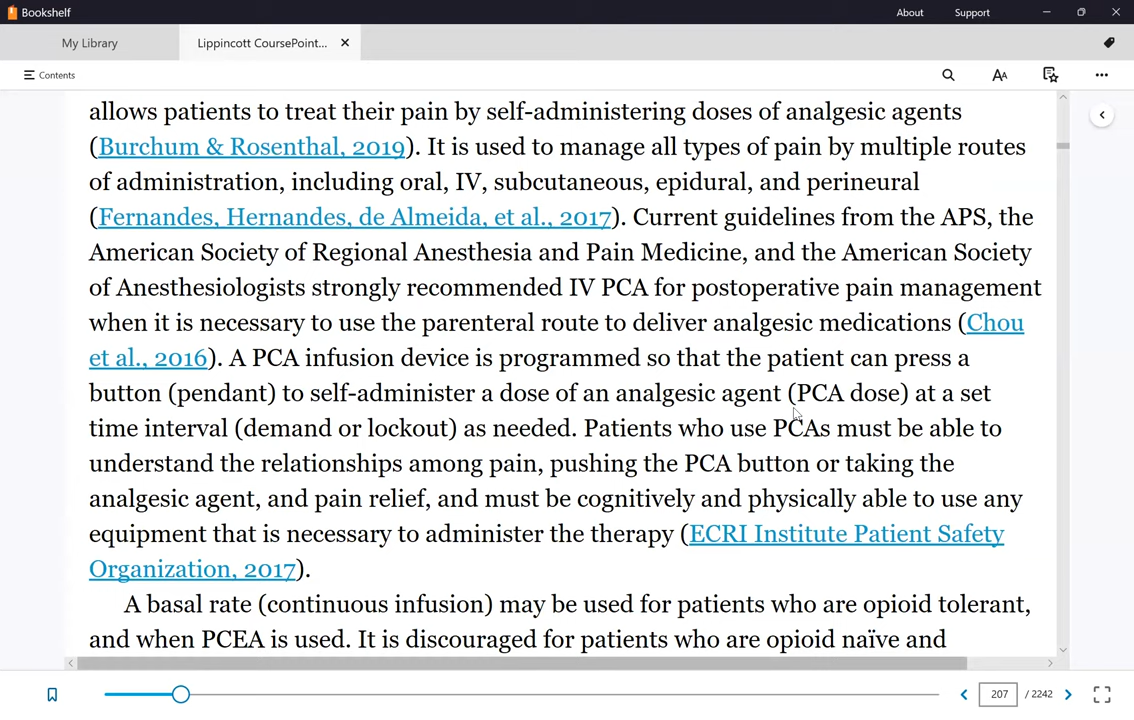 Bookshelf
About
Support
My Library
Lippincott CoursePoint...
Contents
allows patients to treat their pain by self-administering doses of analgesic agents
(Burchum & Rosenthal, 2019). It is used to manage all types of pain by multiple routes
of administration, including oral, IV, subcutaneous, epidural, and perineural
(Fernandes, Hernandes, de Almeida, et al., 2017). Current guidelines from the APS, the
American Society of Regional Anesthesia and Pain Medicine, and the American Society
of Anesthesiologists strongly recommended IV PCA for postoperative pain management
when it is necessary to use the parenteral route to deliver analgesic medications (Chou
et al., 2016). A PCA infusion device is programmed so that the patient can press a
button (pendant) to self-administer a dose of an analgesic agent (PCA dose) at a set
time interval (demand or lockout) as needed. Patients who use PCAs must be able to
understand the relationships among pain, pushing the PCA button or taking the
analgesic agent, and pain relief, and must be cognitively and physically able to use any
equipment that is necessary to administer the therapy (ECRI Institute Patient Safety
Organization, 2017).
A basal rate (continuous infusion) may be used for patients who are opioid tolerant,
and when PCEA is used. It is discouraged for patients who are opioid naïve and
207 / 2242